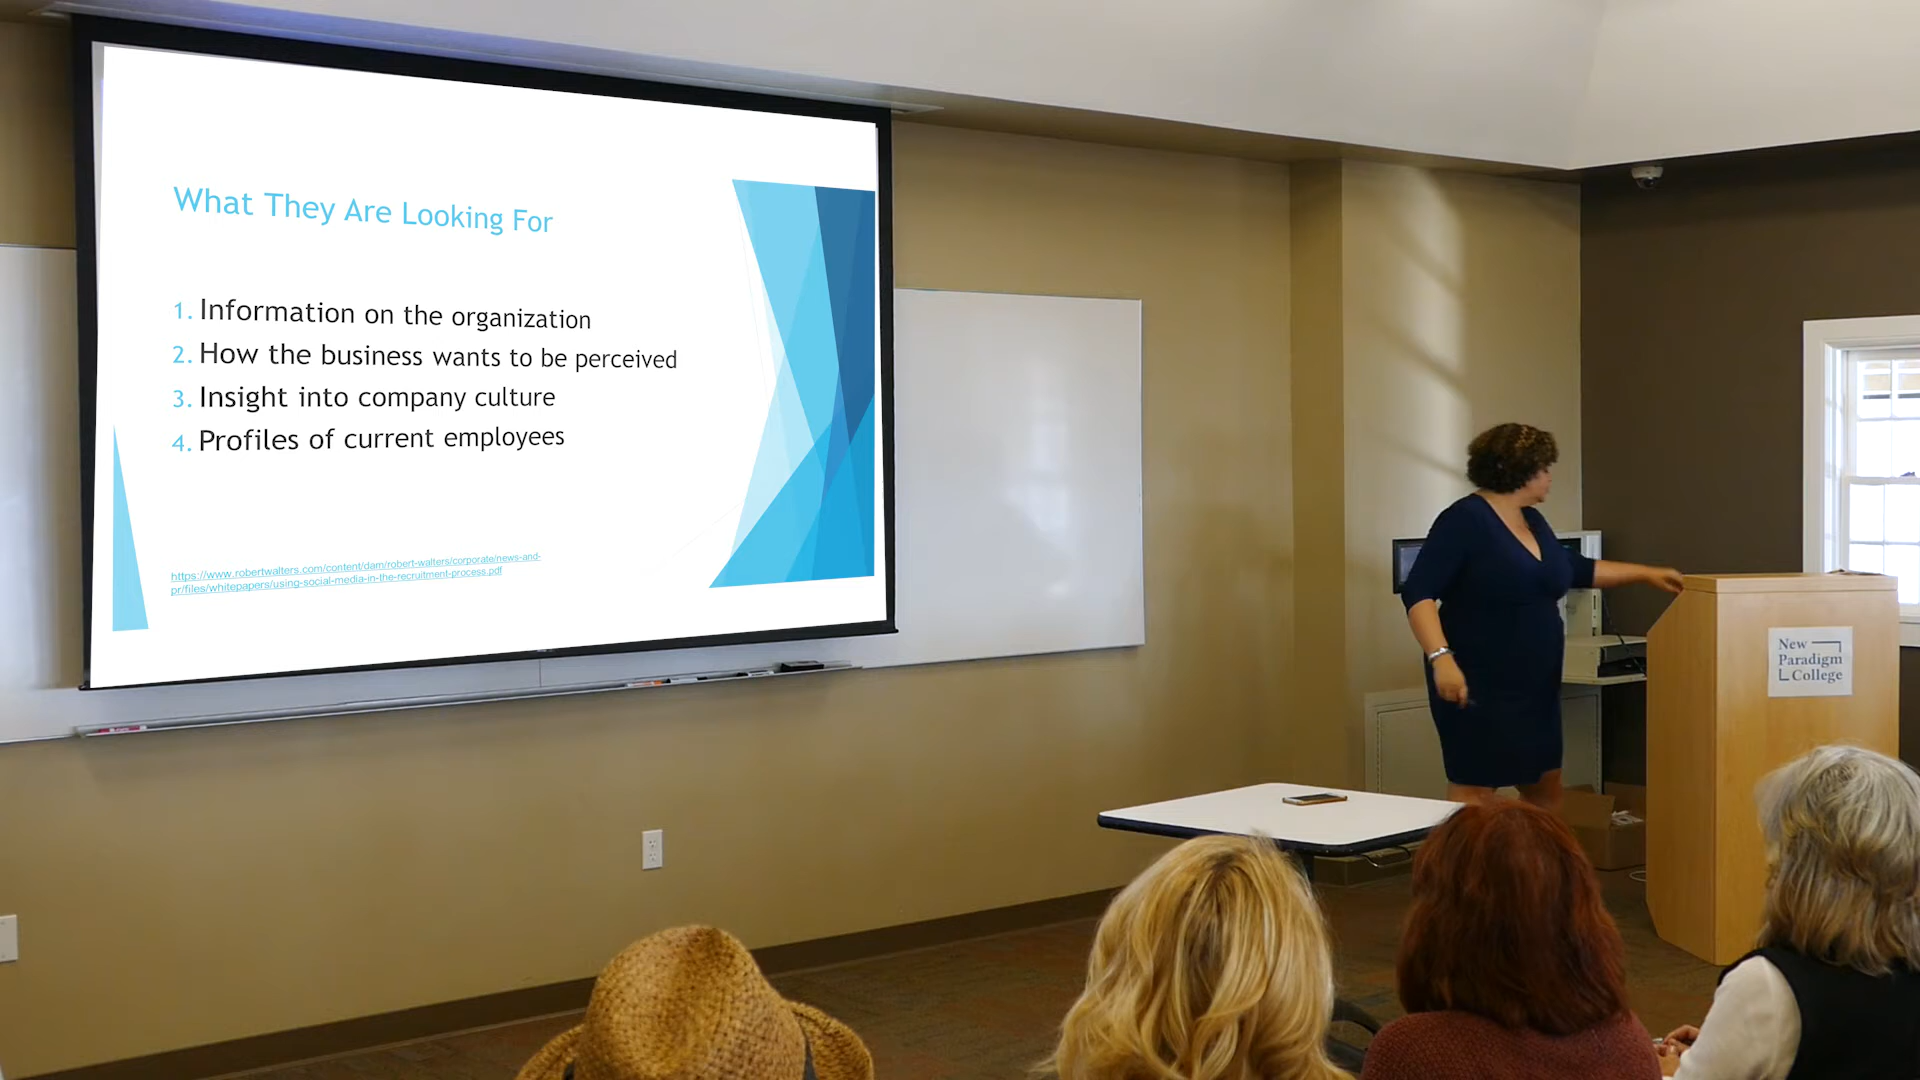 What They Are Looking For
1. Information on the organization
2. How the business wants to be perceived
3. Insight into company culture
4. Profiles of current employees
https://www.robertwalters.com/content/dam/robert-walters/corporate/news-and-
pr/files/whitepapers/using-social-media-in-the-recruitment-process.pdf
New
Paradigm
College